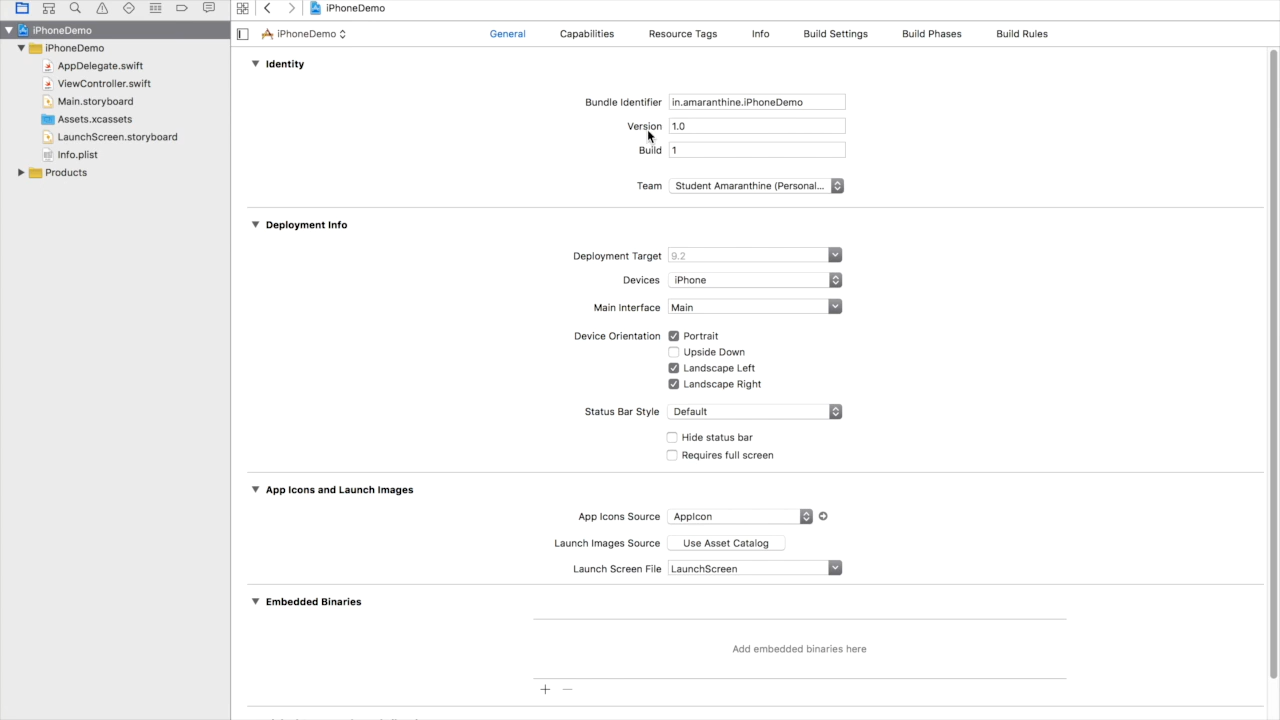 iPhoneDemo
iPhoneDemo
iPhoneDemo
AppDelegate.swift
ViewController.swift
Main.storyboard
Assets.xcassets
LaunchScreen.storyboard
Info.plist
Products
iPhoneDemo General Capabilities Resource Tags Info Build Settings Build Phases Build Rules
Identity
Bundle Identifier in.amaranthine.iPhoneDemo
Version 1.0
Build 1
Team Student Amaranthine (Personal...
Deployment Info
Deployment Target 9.2
Devices iPhone
Main Interface Main
Device Orientation Portrait
Upside Down
Landscape Left
Landscape Right
Status Bar Style Default
Hide status bar
Requires full screen
App Icons and Launch Images
App Icons Source AppIcon
Launch Images Source Use Asset Catalog
Launch Screen File LaunchScreen
Embedded Binaries
Add embedded binaries here